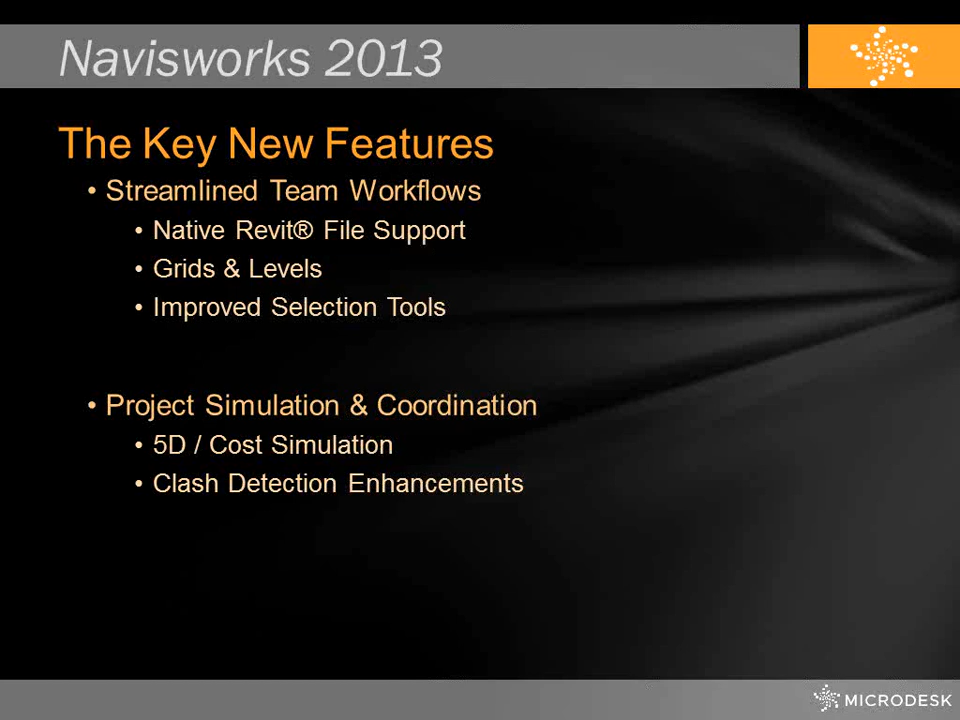 Navisworks 2013
The Key New Features
• Streamlined Team Workflows
• Native Revit® File Support
• Grids & Levels
• Improved Selection Tools
• Project Simulation & Coordination
• 5D / Cost Simulation
• Clash Detection Enhancements
MICRODESK